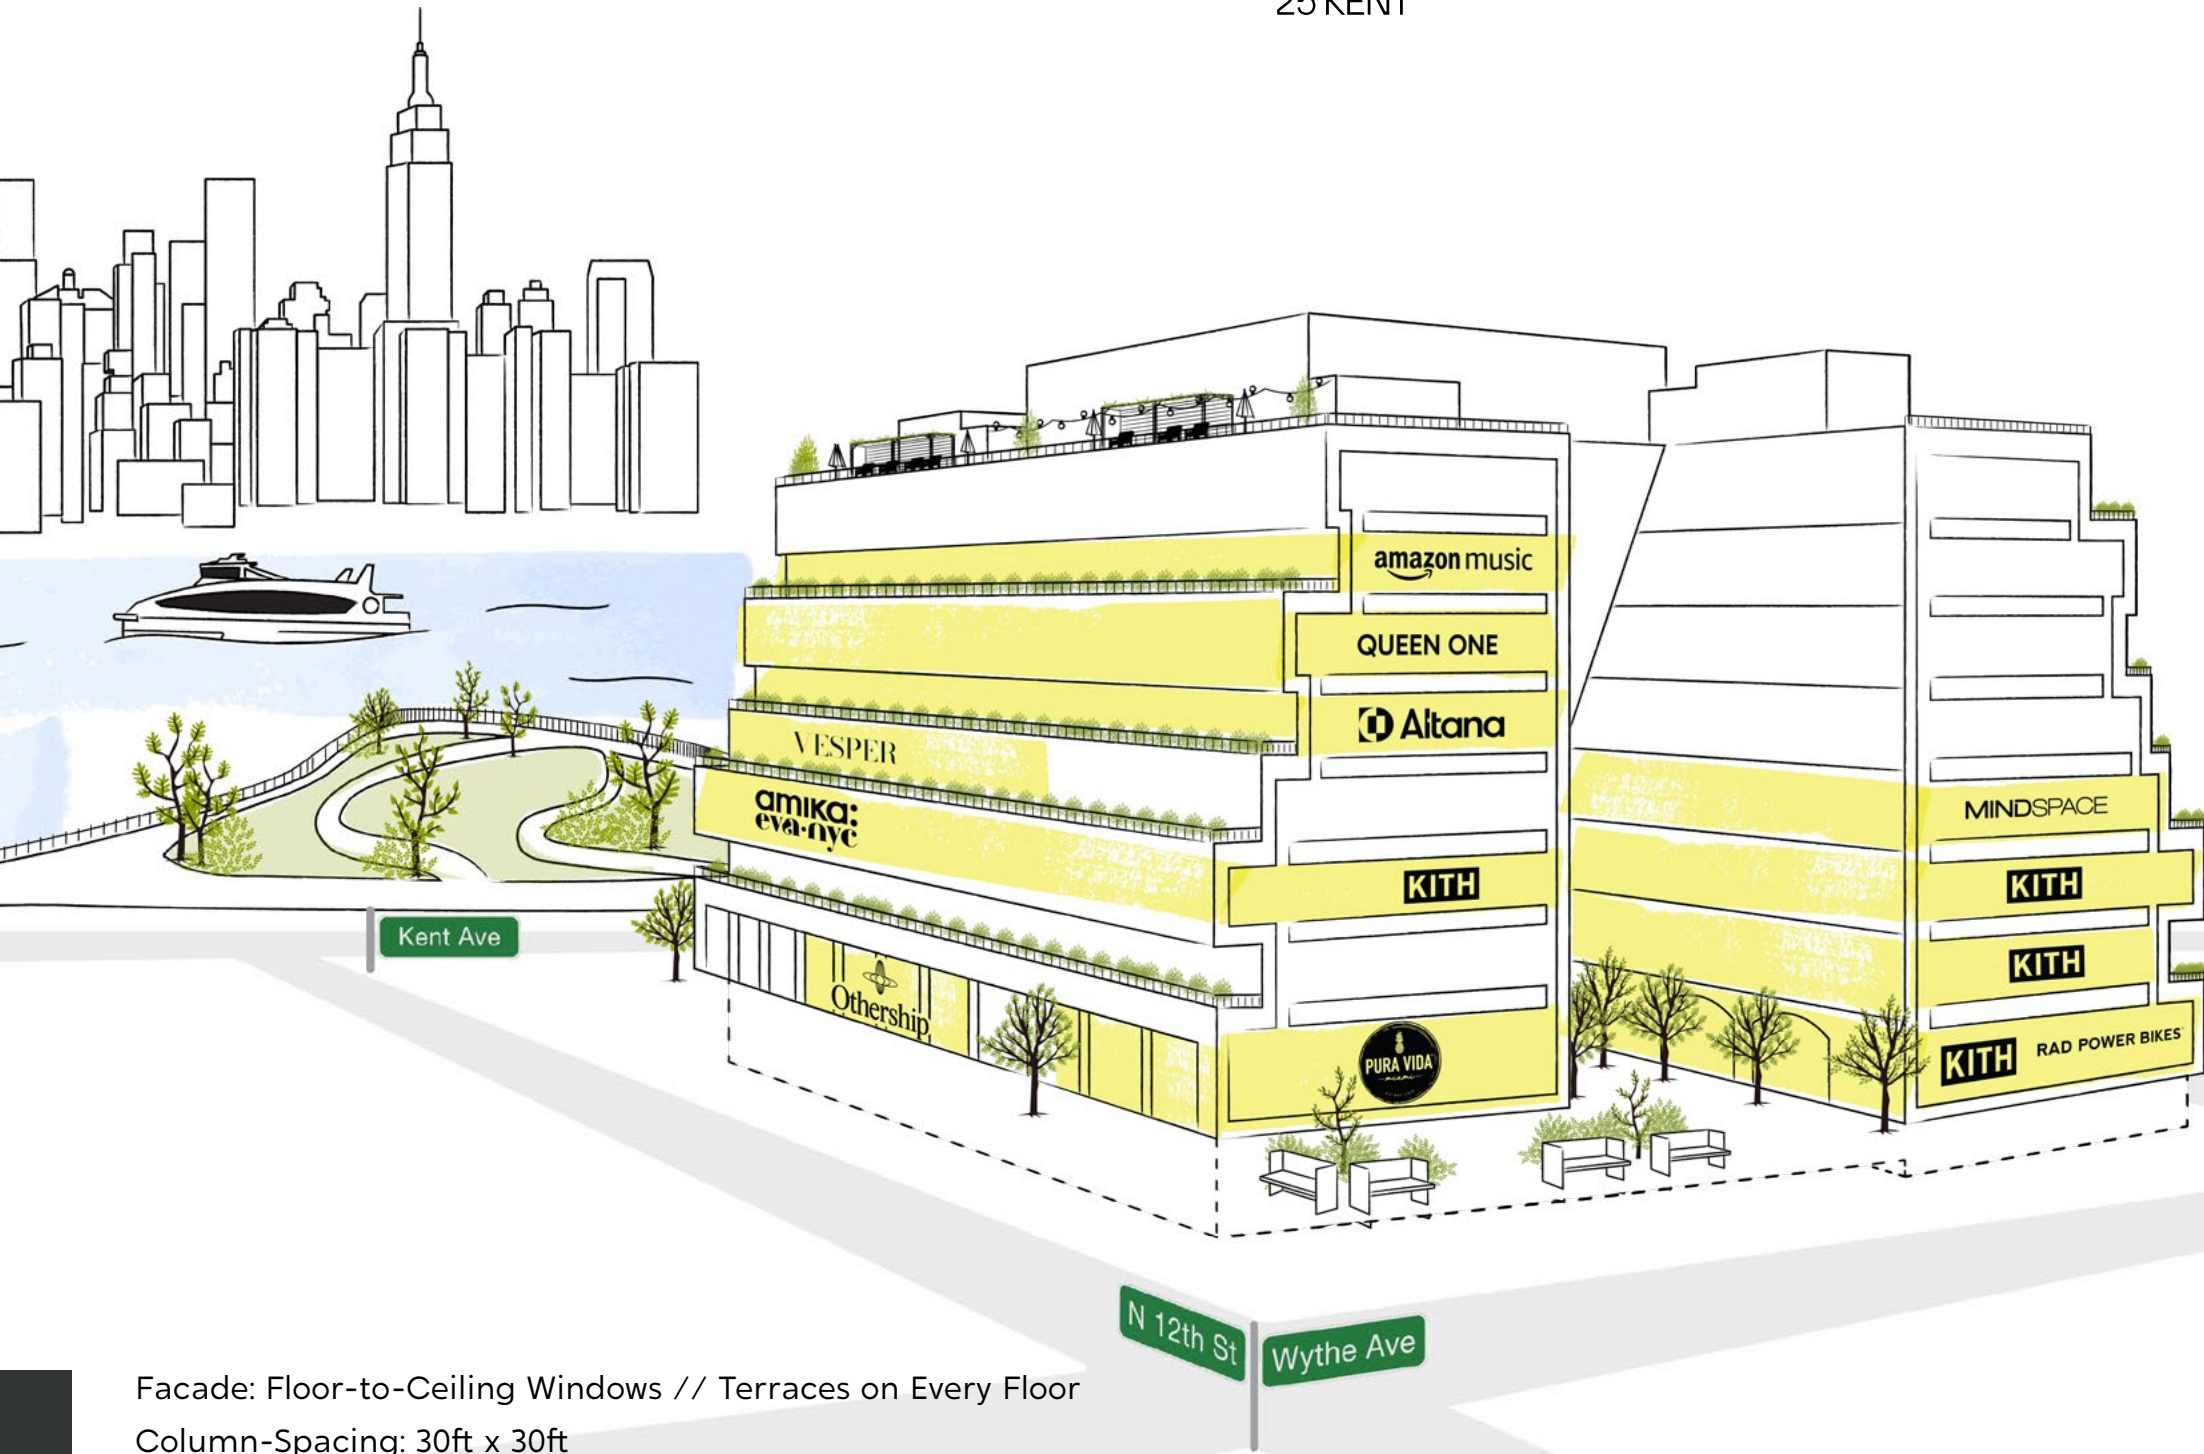 25 KENT
amazon music
QUEEN ONE
Altana
VESPER
amika:
eva·nyc
MINDSPACE
KITH
KITH
KITH
Othership
PURA VIDA
miami
KITH RAD POWER BIKES
Kent Ave
N 12th St
Wythe Ave
Facade: Floor-to-Ceiling Windows // Terraces on Every Floor
Column-Spacing: 30ft x 30ft